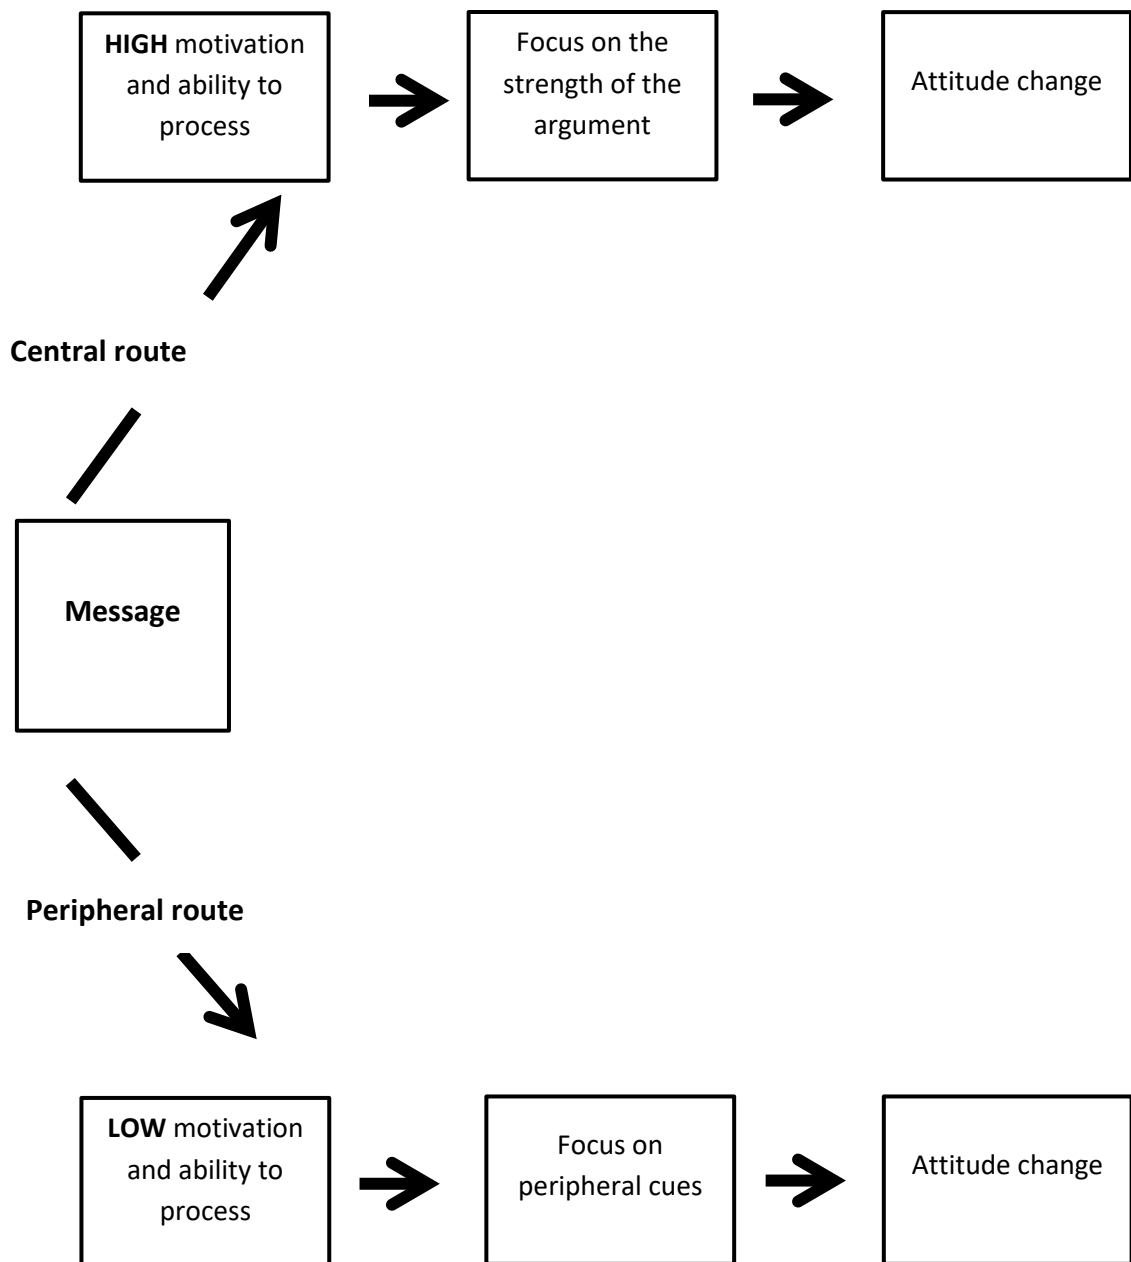 HIGH motivation
and ability to
process
Focus on the
strength of the
argument
Attitude change
Central route
Message
Peripheral route
LOW motivation
and ability to
process
Focus on
peripheral cues
Attitude change